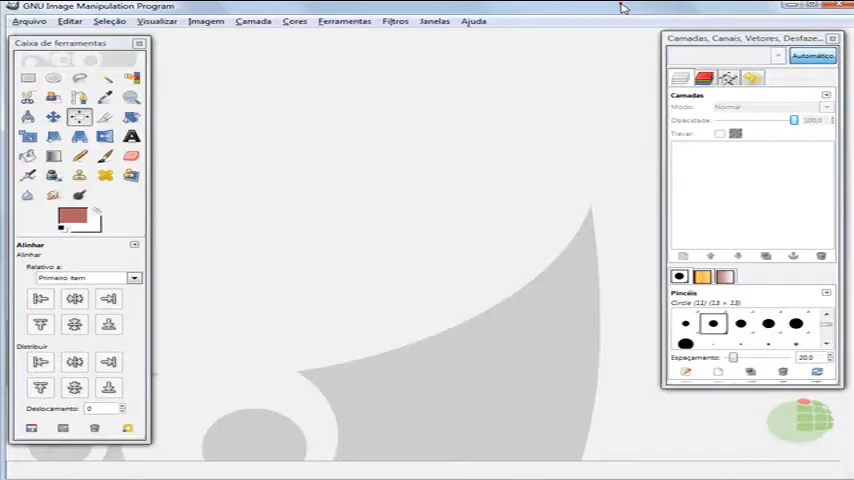 GNU Image Manipulation Program
Arquivo Editar Seleção Visualizar Imagem Camada Cores Ferramentas Filtros Janelas Ajuda
Caixa de ferramentas
Alinhar
Alinhar
Relativo a:
Primeiro item
Distribuir
Deslocamento: 0
Camadas, Canais, Vetores, Desfaze...
Automático
Camadas
Modo: Normal
Opacidade: 100,0
Travar:
Pincéis
Circle (11) (13 × 13)
Espaçamento: 20.0